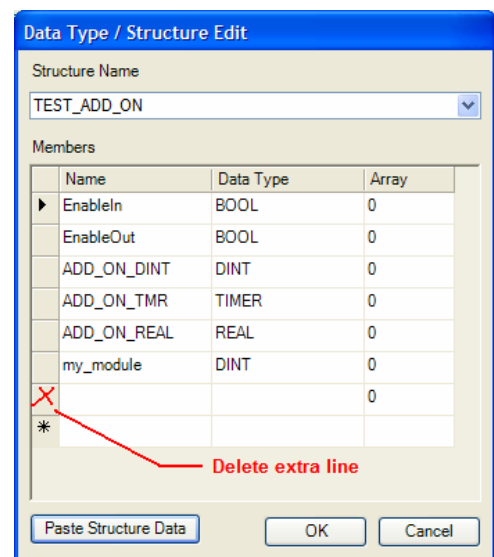 Data Type / Structure Edit
Structure Name
TEST_ADD_ON
Members
Name Data Type Array
EnableIn BOOL 0
EnableOut BOOL 0
ADD_ON_DINT DINT 0
ADD_ON_TMR TIMER 0
ADD_ON_REAL REAL 0
my_module DINT 0
0
*
Delete extra line
Paste Structure Data OK Cancel